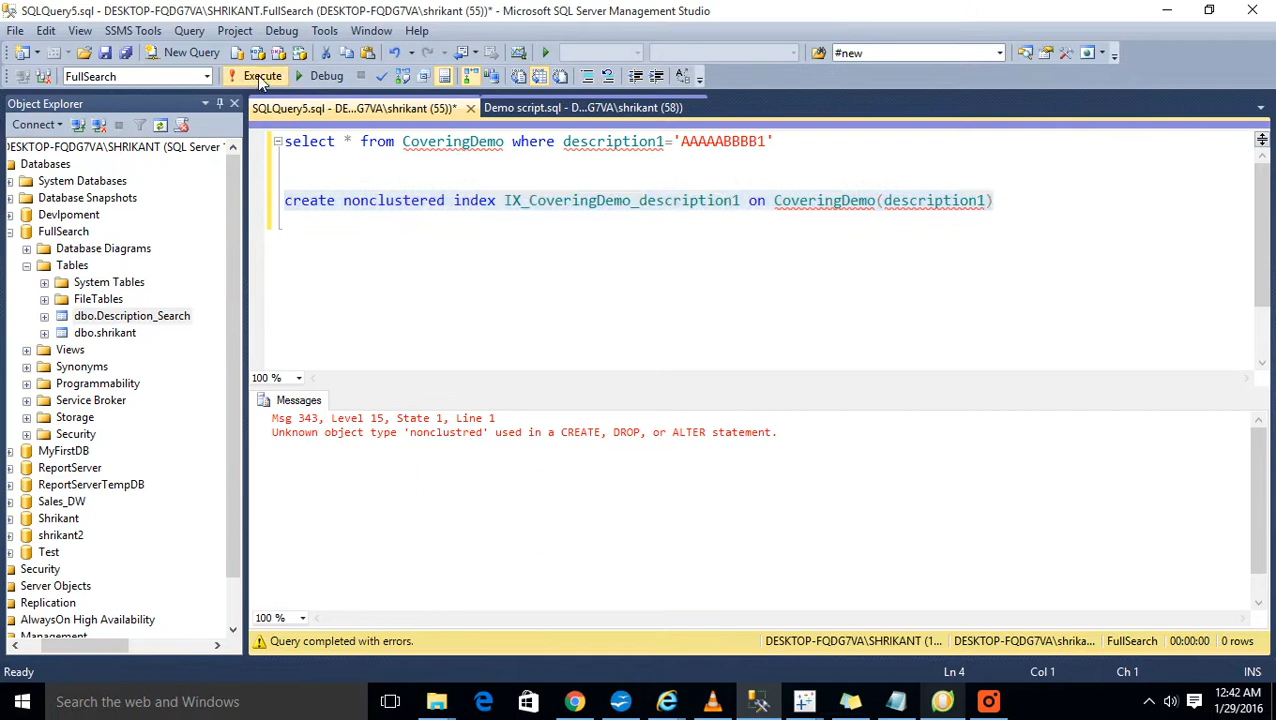 SQLQuery5.sql - DESKTOP-FQDG7VA\SHRIKANT.FullSearch (DESKTOP-FQDG7VA\shrikant (55))* - Microsoft SQL Server Management Studio
File Edit View SSMS Tools Query Project Debug Tools Window Help
New Query #new
FullSearch Execute Debug
Object Explorer
SQLQuery5.sql - DE...G7VA\shrikant (55))* Demo script.sql - D...G7VA\shrikant (58))
Connect
ESKTOP-FQDG7VA\SHRIKANT (SQL Server
Databases
System Databases
Database Snapshots
Devlpoment
FullSearch
Database Diagrams
Tables
System Tables
FileTables
dbo.Description_Search
dbo.shrikant
Views
Synonyms
Programmability
Service Broker
Storage
Security
MyFirstDB
ReportServer
ReportServerTempDB
Sales_DW
Shrikant
shrikant2
Test
Security
Server Objects
Replication
AlwaysOn High Availability
Management
select * from CoveringDemo where description1='AAAAABBBB1'
create nonclustered index IX_CoveringDemo_description1 on CoveringDemo(description1)
100 %
Messages
Msg 343, Level 15, State 1, Line 1
Unknown object type 'nonclustred' used in a CREATE, DROP, or ALTER statement.
100 %
Query completed with errors. DESKTOP-FQDG7VA\SHRIKANT (1... DESKTOP-FQDG7VA\shrika... FullSearch 00:00:00 0 rows
Ready Ln 4 Col 1 Ch 1 INS
Search the web and Windows
12:42 AM
1/29/2016